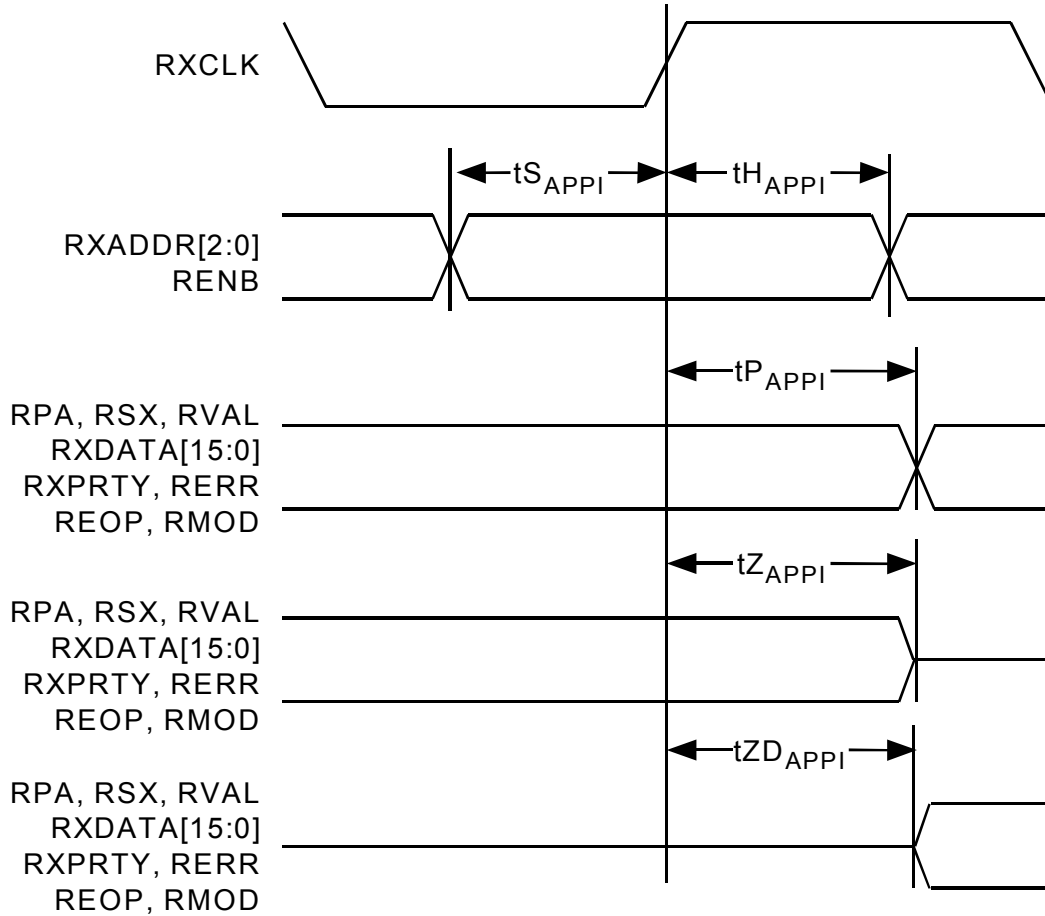 RXCLK
tS_APPI tH_APPI
RXADDR[2:0]
RENB
tP_APPI
RPA, RSX, RVAL
RXDATA[15:0]
RXPRTY, RERR
REOP, RMOD
tZ_APPI
RPA, RSX, RVAL
RXDATA[15:0]
RXPRTY, RERR
REOP, RMOD
tZD_APPI
RPA, RSX, RVAL
RXDATA[15:0]
RXPRTY, RERR
REOP, RMOD